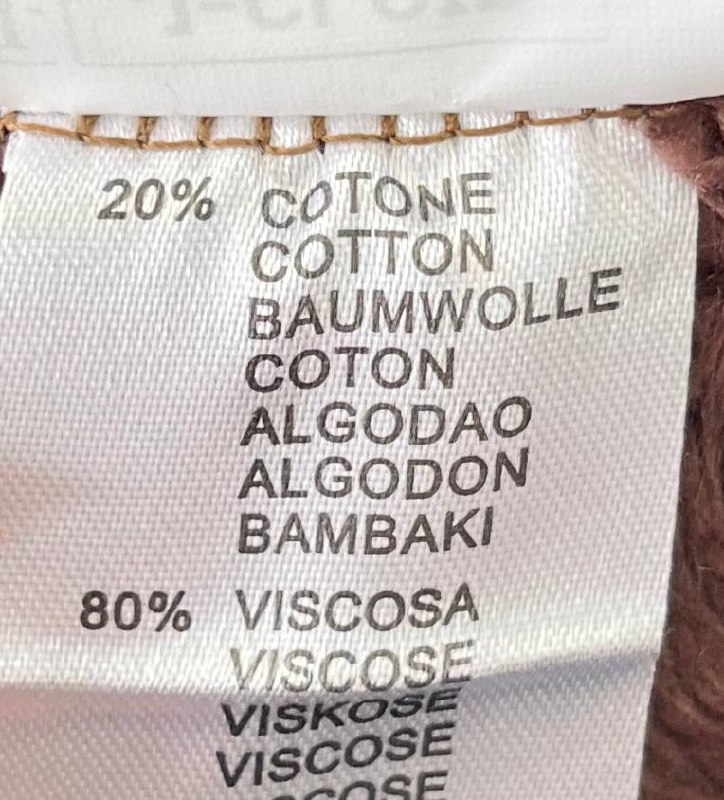 20% COTONE
COTTON
BAUMWOLLE
COTON
ALGODAO
ALGODON
BAMBAKI
80% VISCOSA
VISCOSE
VISKOSE
VISCOSE